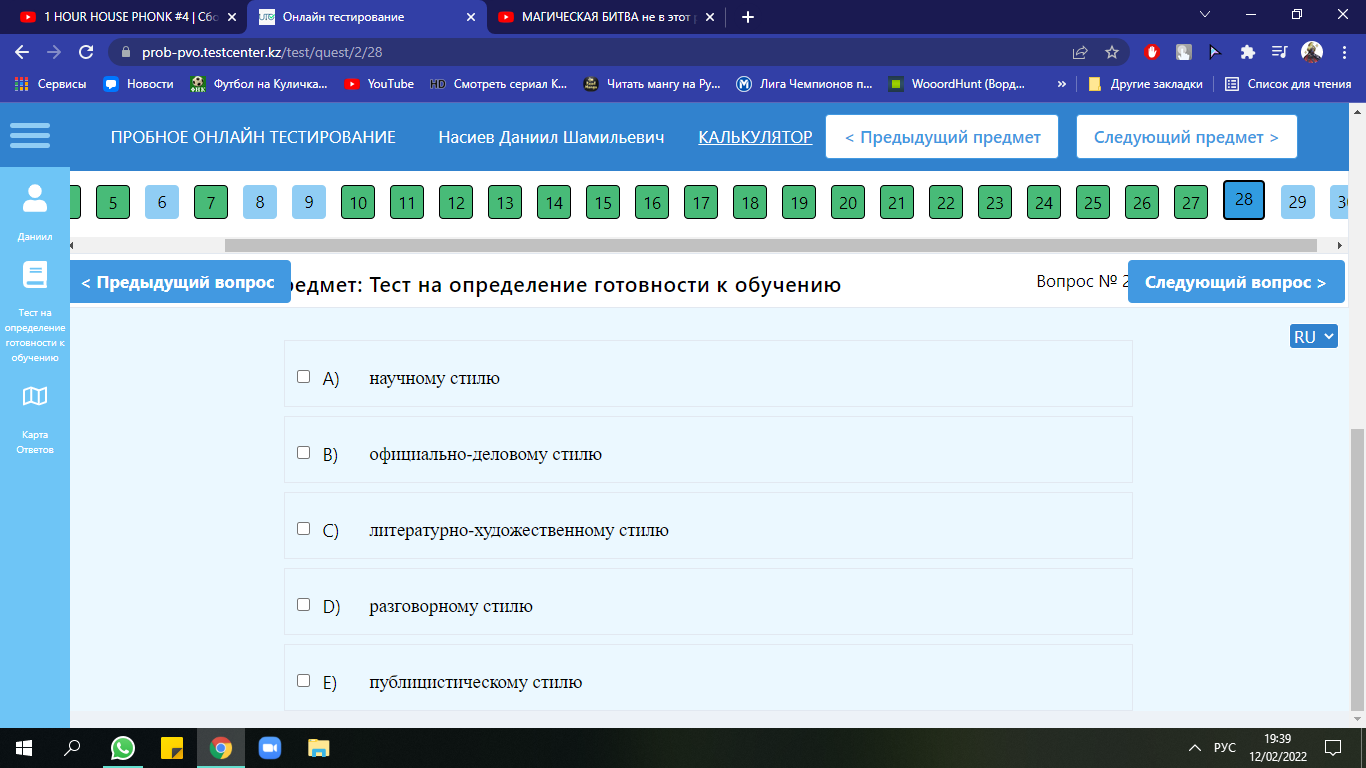 1 HOUR HOUSE PHONK #4 | Сбо
Онлайн тестирование
МАГИЧЕСКАЯ БИТВА не в этот р
prob-pvo.testcenter.kz/test/quest/2/28
Сервисы Новости Футбол на Куличка... YouTube HD Смотреть сериал К... Читать мангу на Ру... Лига Чемпионов п... WooordHunt (Ворд... » Другие закладки Список для чтения
ПРОБНОЕ ОНЛАЙН ТЕСТИРОВАНИЕ Насиев Даниил Шамильевич КАЛЬКУЛЯТОР < Предыдущий предмет Следующий предмет >
5 6 7 8 9 10 11 12 13 14 15 16 17 18 19 20 21 22 23 24 25 26 27 28 29 30
Даниил
< Предыдущий вопрос редмет: Тест на определение готовности к обучению Вопрос № 2 Следующий вопрос >
Тест на
определение
готовности к
обучению
RU
Карта
Ответов
A) научному стилю
B) официально-деловому стилю
C) литературно-художественному стилю
D) разговорному стилю
E) публицистическому стилю
РУС
19:39
12/02/2022